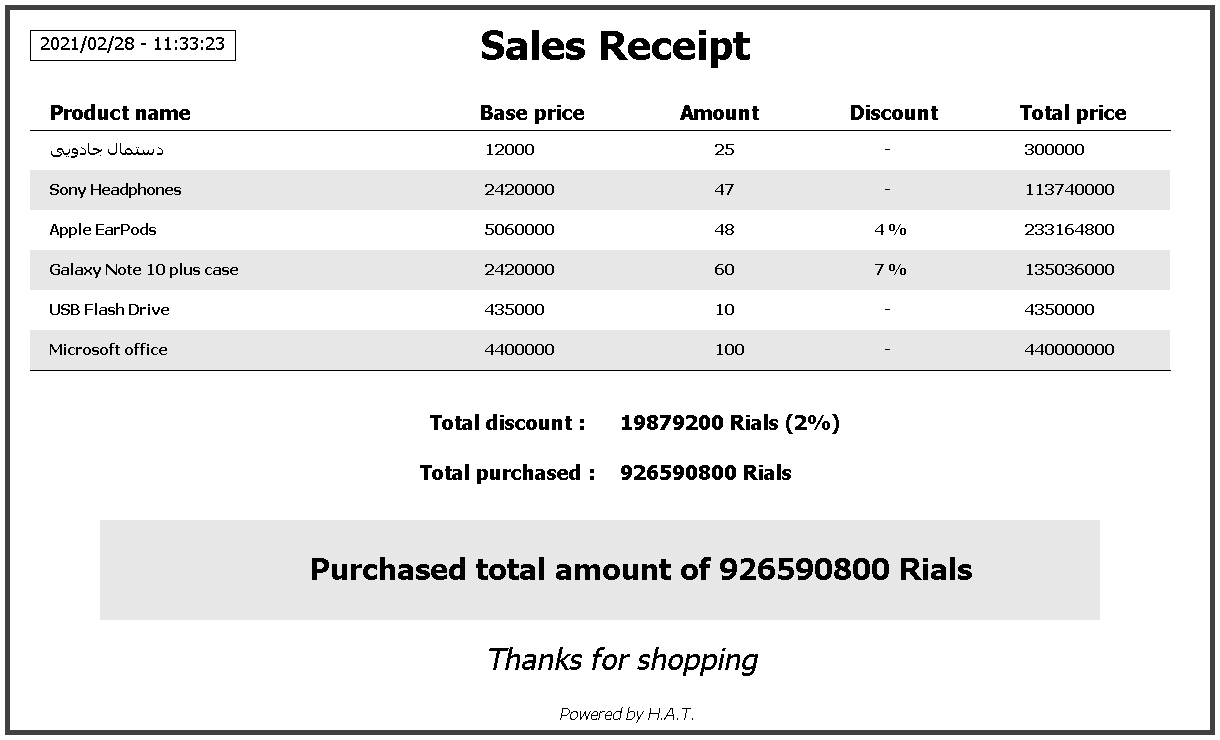 2021/02/28 - 11:33:23
Sales Receipt
Product name Base price Amount Discount Total price
دستمال جادویی 12000 25 - 300000
Sony Headphones 2420000 47 - 113740000
Apple EarPods 5060000 48 4 % 233164800
Galaxy Note 10 plus case 2420000 60 7 % 135036000
USB Flash Drive 435000 10 - 4350000
Microsoft office 4400000 100 - 440000000
Total discount : 19879200 Rials (2%)
Total purchased : 926590800 Rials
Purchased total amount of 926590800 Rials
Thanks for shopping
Powered by H.A.T.